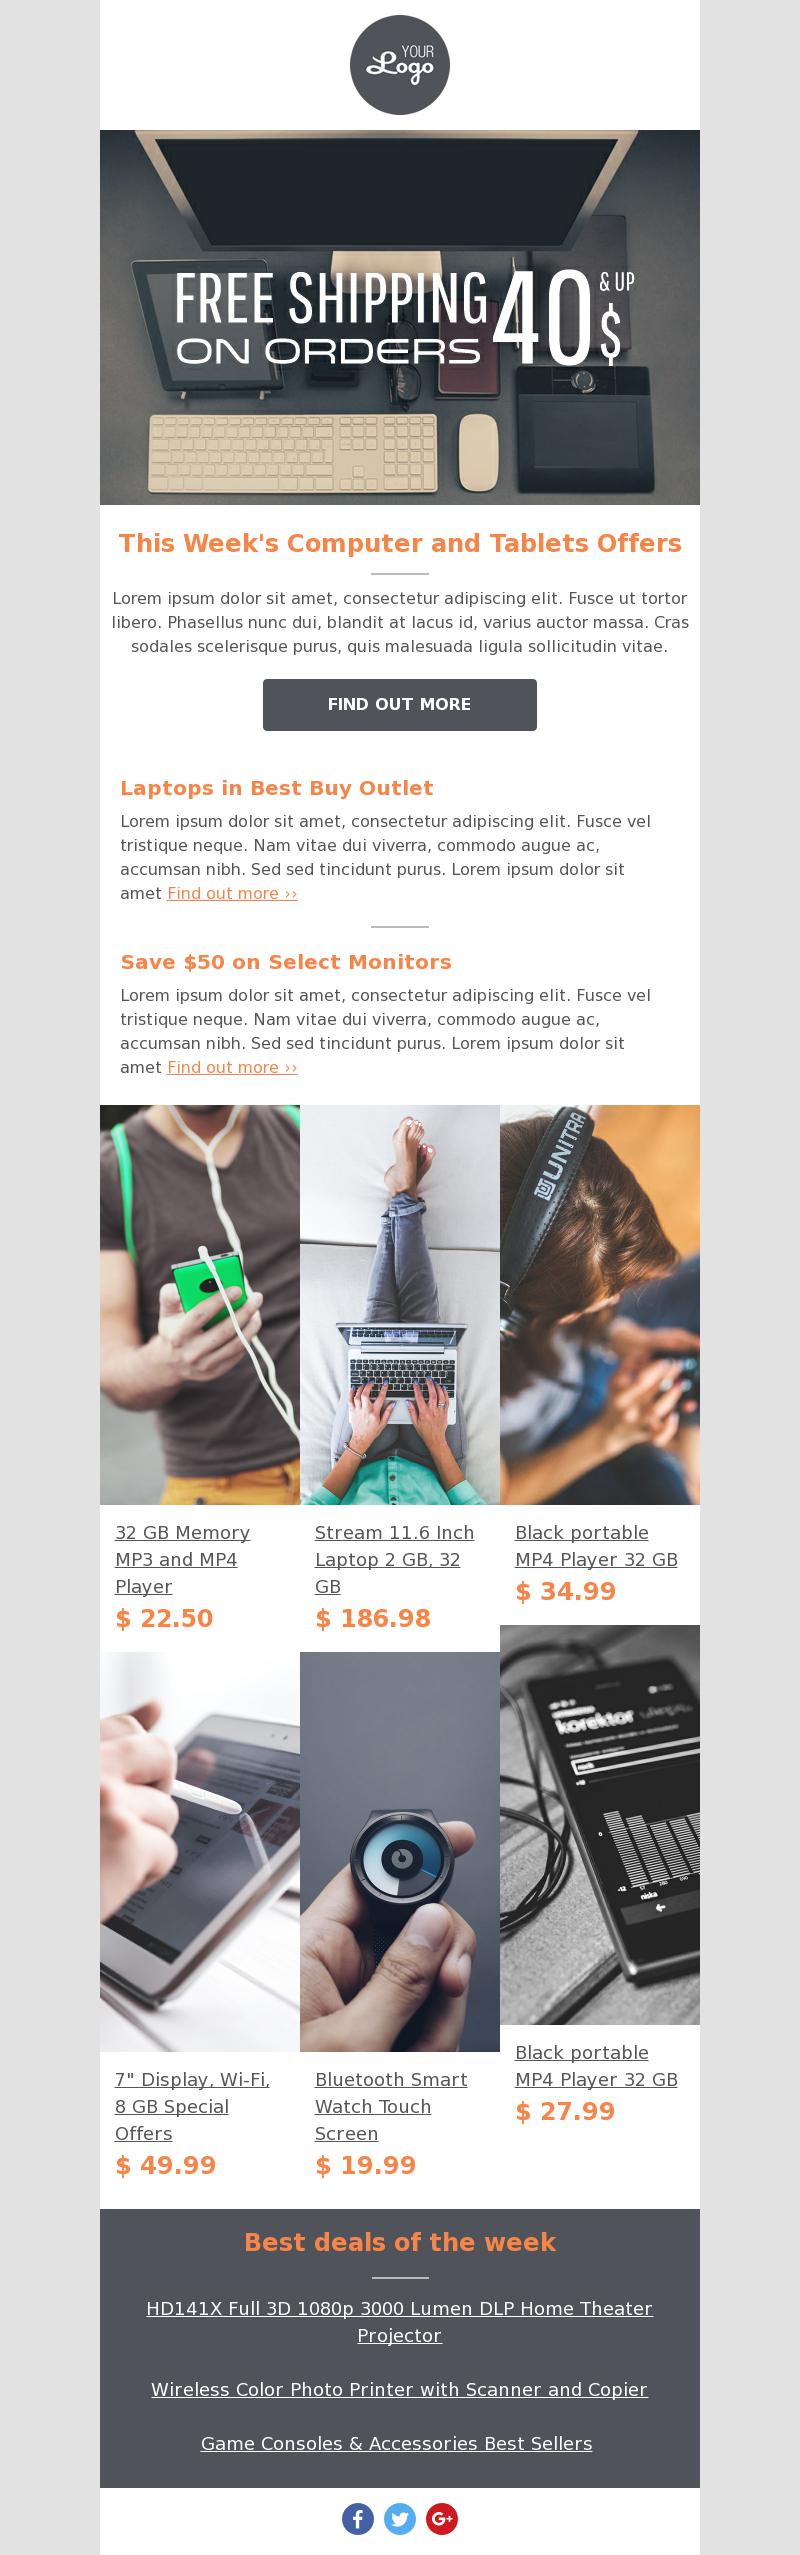 YOUR
Logo
FREE SHIPPING 40 & UP
ON ORDERS $
This Week's Computer and Tablets Offers
Lorem ipsum dolor sit amet, consectetur adipiscing elit. Fusce ut tortor
libero. Phasellus nunc dui, blandit at lacus id, varius auctor massa. Cras
sodales scelerisque purus, quis malesuada ligula sollicitudin vitae.
FIND OUT MORE
Laptops in Best Buy Outlet
Lorem ipsum dolor sit amet, consectetur adipiscing elit. Fusce vel
tristique neque. Nam vitae dui viverra, commodo augue ac,
accumsan nibh. Sed sed tincidunt purus. Lorem ipsum dolor sit
amet Find out more ››
Save $50 on Select Monitors
Lorem ipsum dolor sit amet, consectetur adipiscing elit. Fusce vel
tristique neque. Nam vitae dui viverra, commodo augue ac,
accumsan nibh. Sed sed tincidunt purus. Lorem ipsum dolor sit
amet Find out more ››
UNITRA
32 GB Memory
MP3 and MP4
Player
$ 22.50
Stream 11.6 Inch
Laptop 2 GB, 32
GB
$ 186.98
Black portable
MP4 Player 32 GB
$ 34.99
korektor
niska
7" Display, Wi-Fi,
8 GB Special
Offers
$ 49.99
Bluetooth Smart
Watch Touch
Screen
$ 19.99
Black portable
MP4 Player 32 GB
$ 27.99
Best deals of the week
HD141X Full 3D 1080p 3000 Lumen DLP Home Theater
Projector
Wireless Color Photo Printer with Scanner and Copier
Game Consoles & Accessories Best Sellers